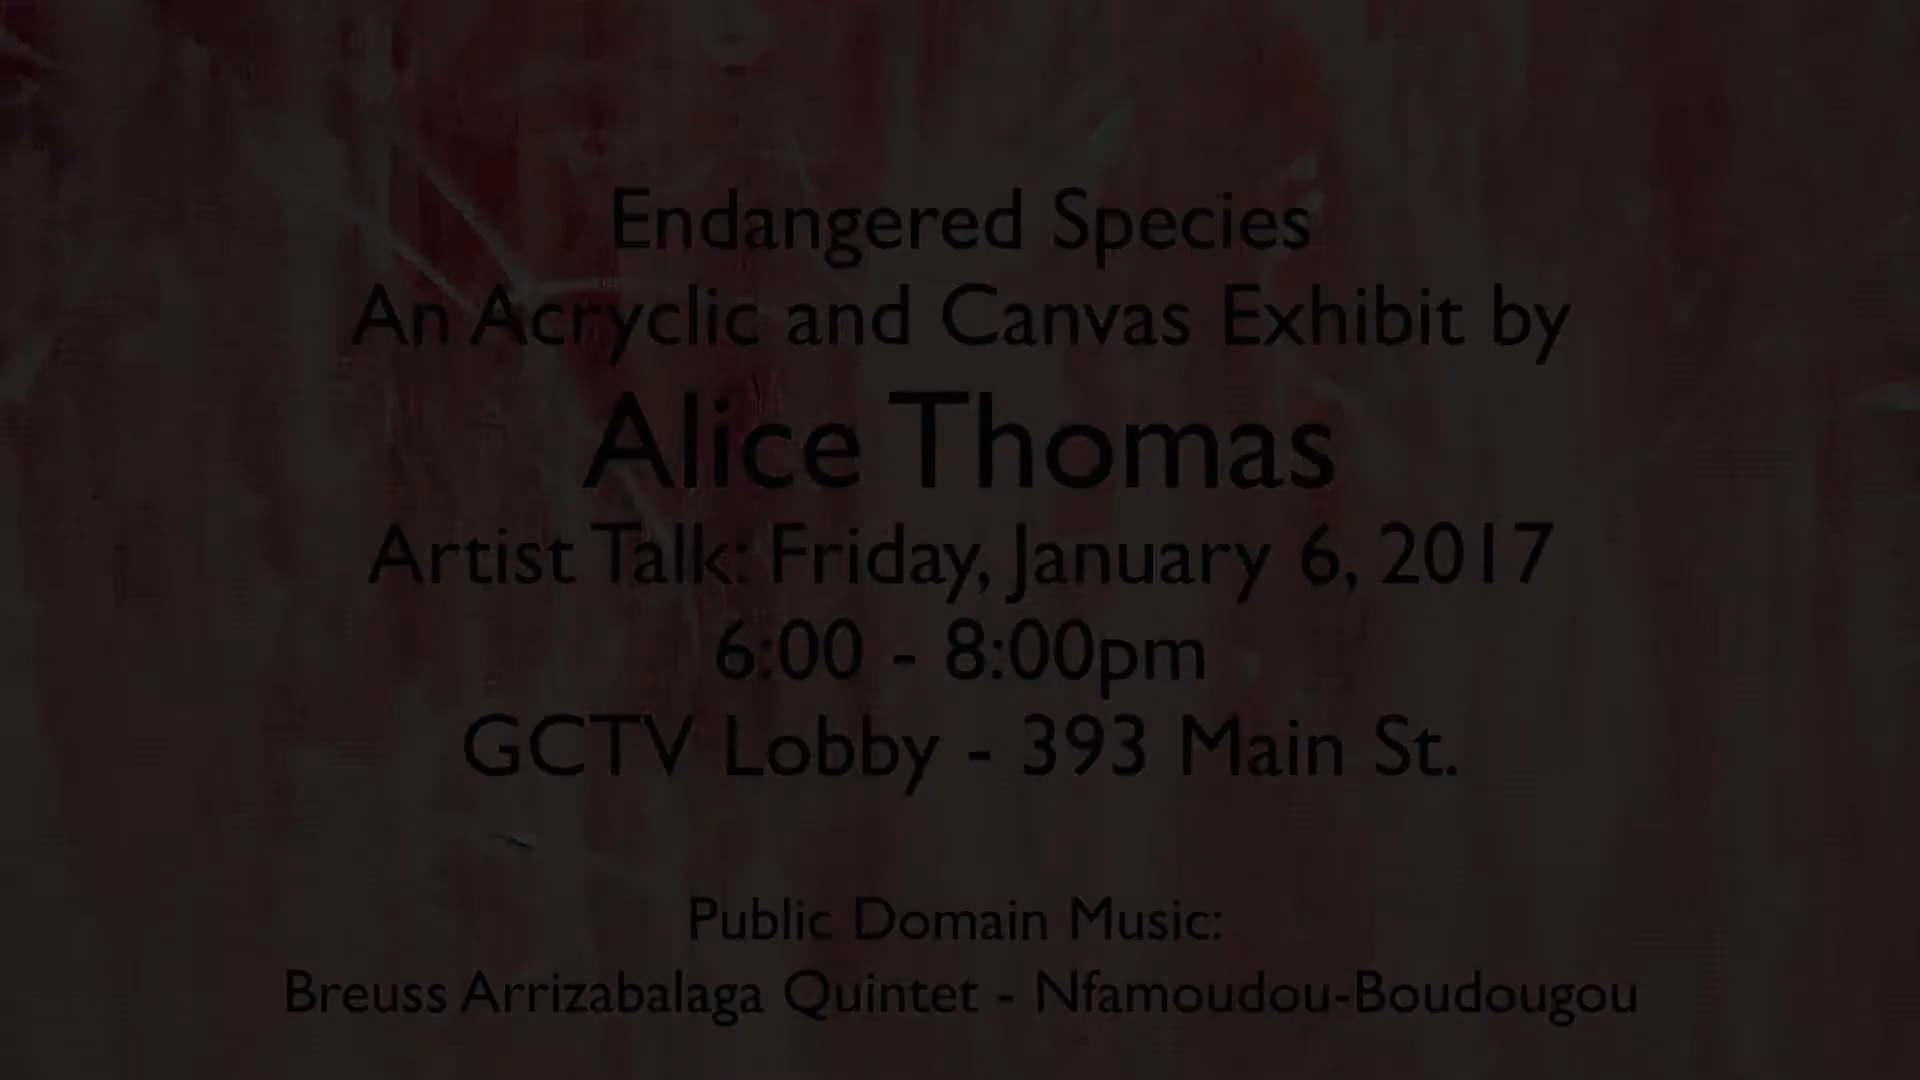 Endangered Species
An Acryclic and Canvas Exhibit by
Alice Thomas
Artist Talk: Friday, January 6, 2017
6:00 - 8:00pm
GCTV Lobby - 393 Main St.
Public Domain Music:
Breuss Arrizabalaga Quintet - Nfamoudou-Boudougou